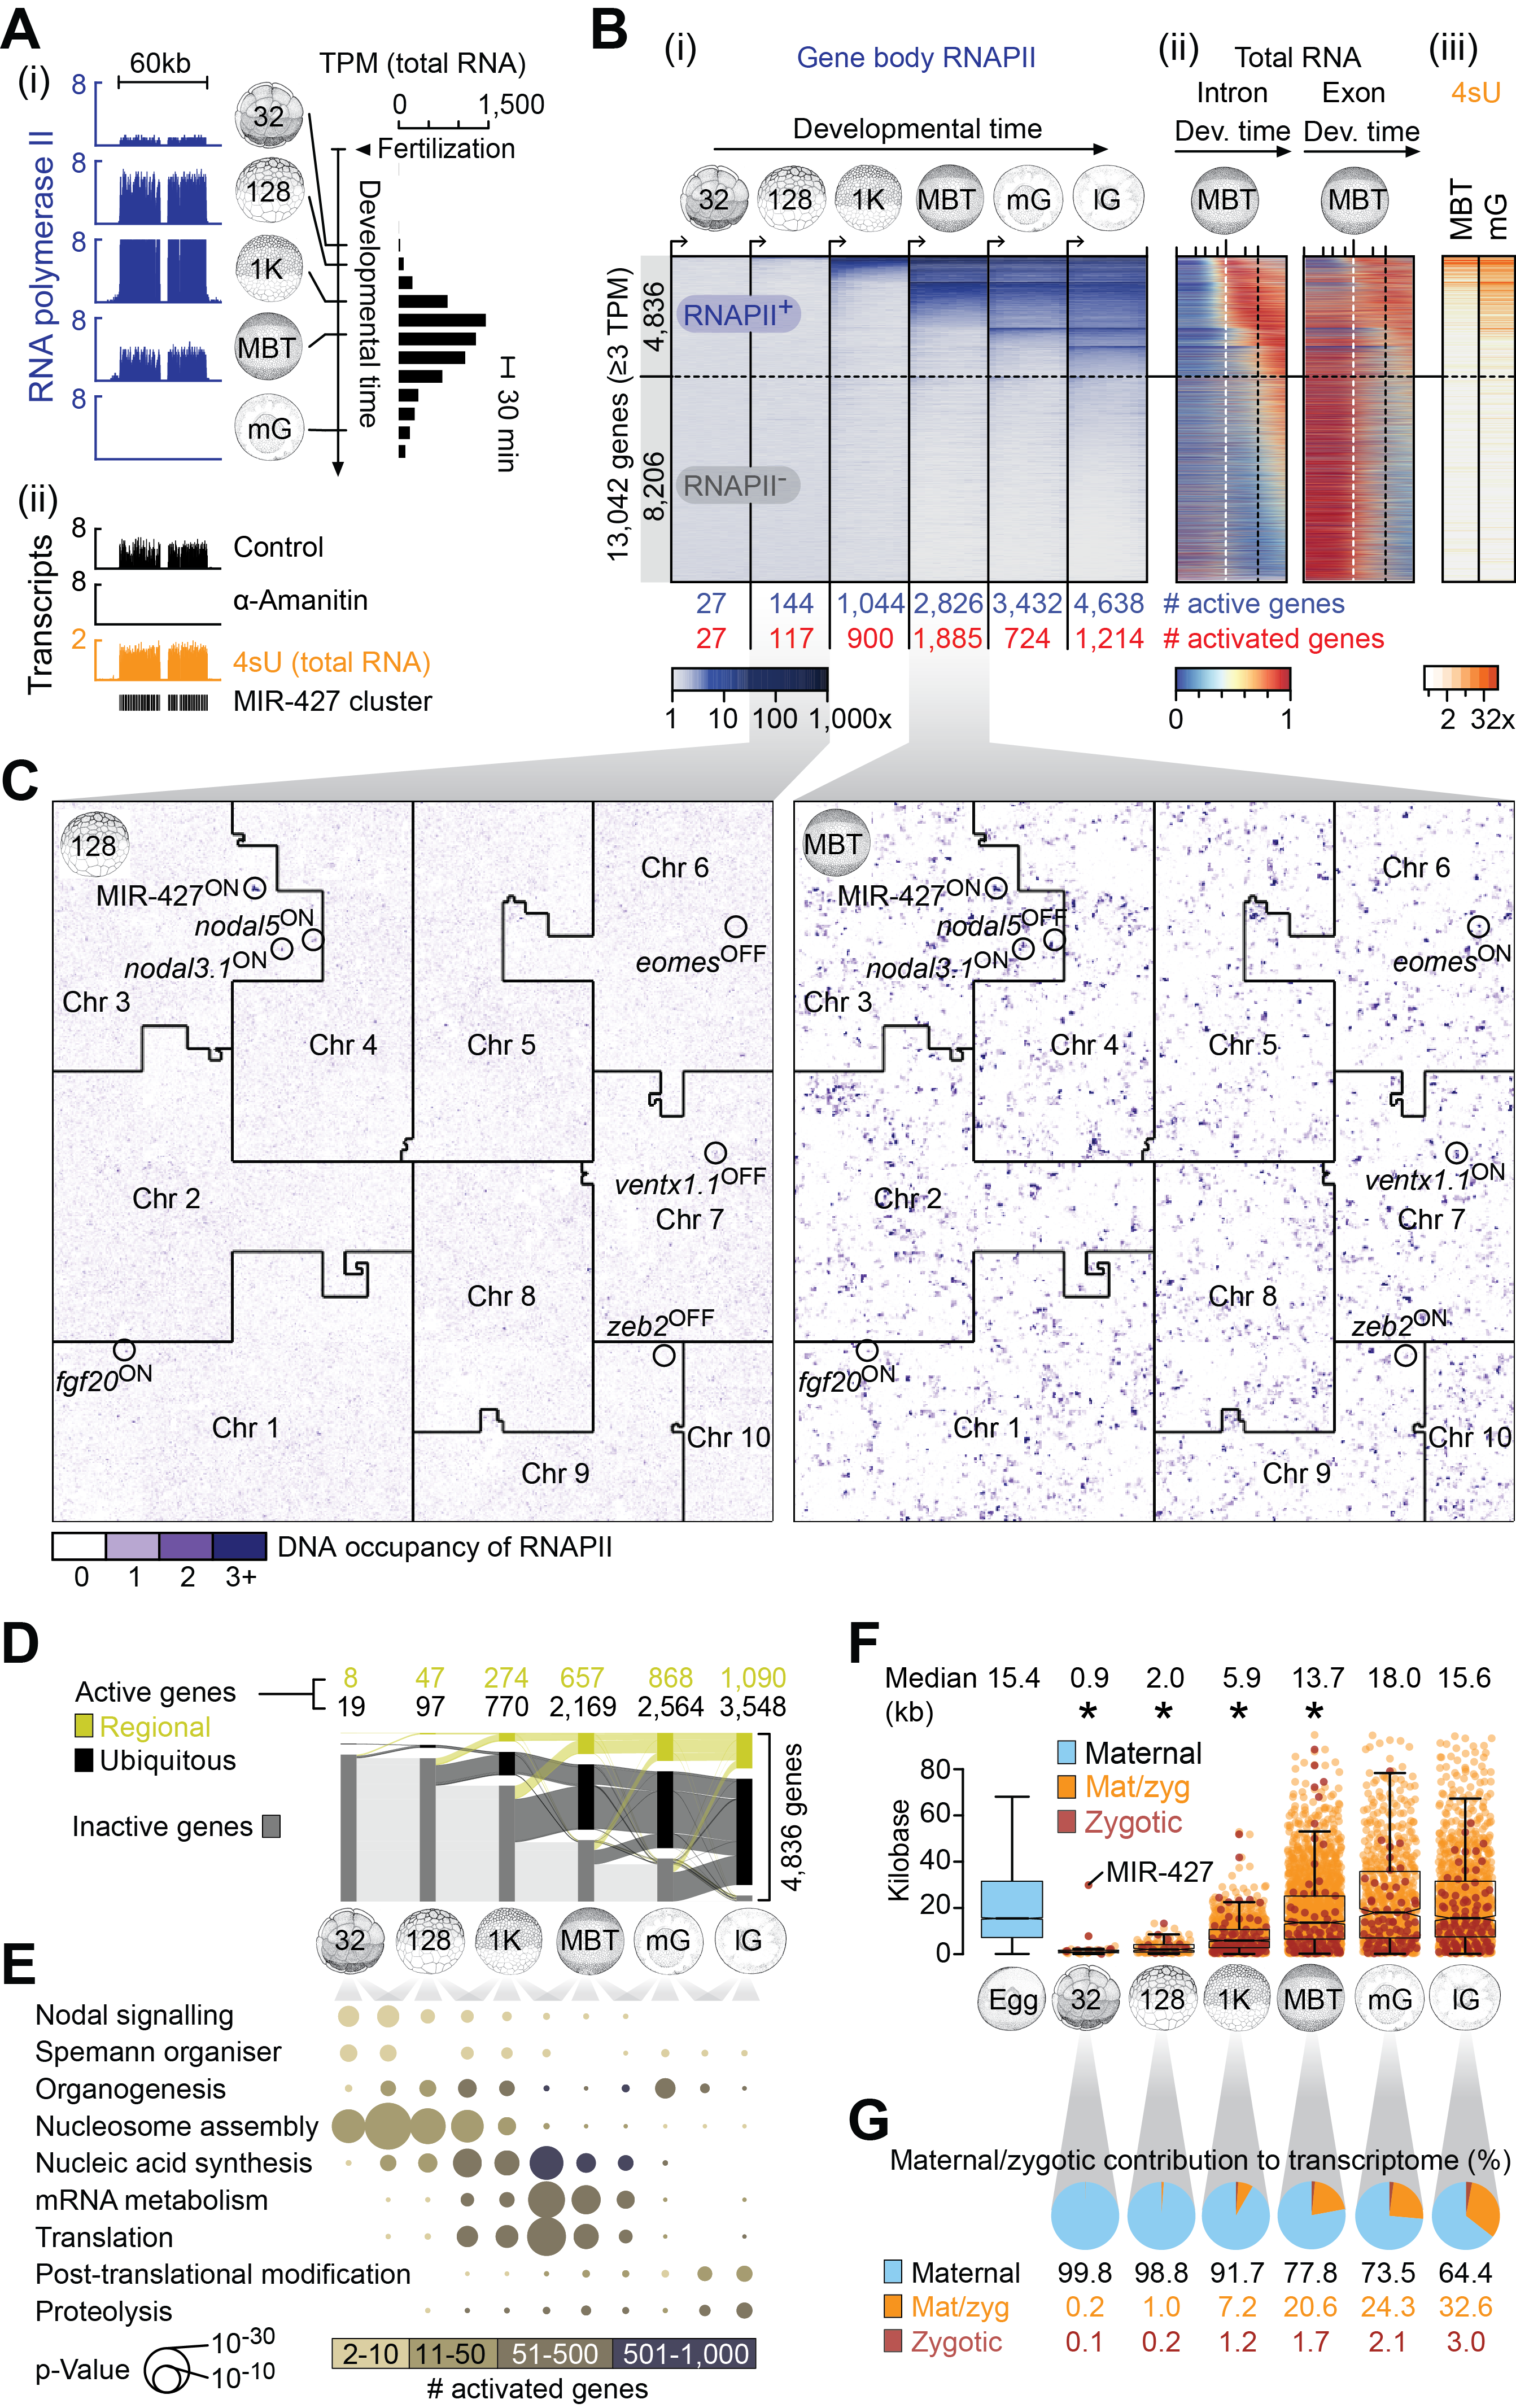 A
(i)
60kb
TPM (total RNA)
0 1,500
RNA polymerase II
8
8
8
8
8
32
128
1K
MBT
mG
Fertilization
Developmental time
30 min
(ii)
Transcripts
8 Control
8 α-Amanitin
2 4sU (total RNA)
MIR-427 cluster
B
(i) Gene body RNAPII
Developmental time
32 128 1K MBT mG lG
13,042 genes (≥3 TPM)
4,836
8,206
RNAPII+
RNAPII-
27 144 1,044 2,826 3,432 4,638 # active genes
27 117 900 1,885 724 1,214 # activated genes
1 10 100 1,000x
(ii) Total RNA
Intron Exon
Dev. time Dev. time
MBT MBT
0 1
(iii)
4sU
MBT
mG
2 32x
C
128
MIR-427ON
nodal5ON
nodal3.1ON
eomesOFF
Chr 6
Chr 3
Chr 4
Chr 5
ventx1.1OFF
Chr 2
Chr 7
Chr 8
zeb2OFF
fgf20ON
Chr 1
Chr 10
Chr 9
MBT
MIR-427ON
nodal5OFF
nodal3.1ON
eomesON
Chr 6
Chr 3
Chr 4
Chr 5
ventx1.1ON
Chr 2
Chr 7
Chr 8
zeb2ON
fgf20ON
Chr 1
Chr 10
Chr 9
0 1 2 3+
DNA occupancy of RNAPII
D
Active genes
8 47 274 657 868 1,090
19 97 770 2,169 2,564 3,548
Regional
Ubiquitous
Inactive genes
4,836 genes
32 128 1K MBT mG lG
E
Nodal signalling
Spemann organiser
Organogenesis
Nucleosome assembly
Nucleic acid synthesis
mRNA metabolism
Translation
Post-translational modification
Proteolysis
p-Value
10-30
10-10
2-10 11-50 51-500 501-1,000
# activated genes
F
Median 15.4 0.9 2.0 5.9 13.7 18.0 15.6
(kb) * * * *
Maternal
Mat/zyg
Zygotic
Kilobase
80
60
40
20
0
MIR-427
Egg 32 128 1K MBT mG lG
G
Maternal/zygotic contribution to transcriptome (%)
Maternal 99.8 98.8 91.7 77.8 73.5 64.4
Mat/zyg 0.2 1.0 7.2 20.6 24.3 32.6
Zygotic 0.1 0.2 1.2 1.7 2.1 3.0